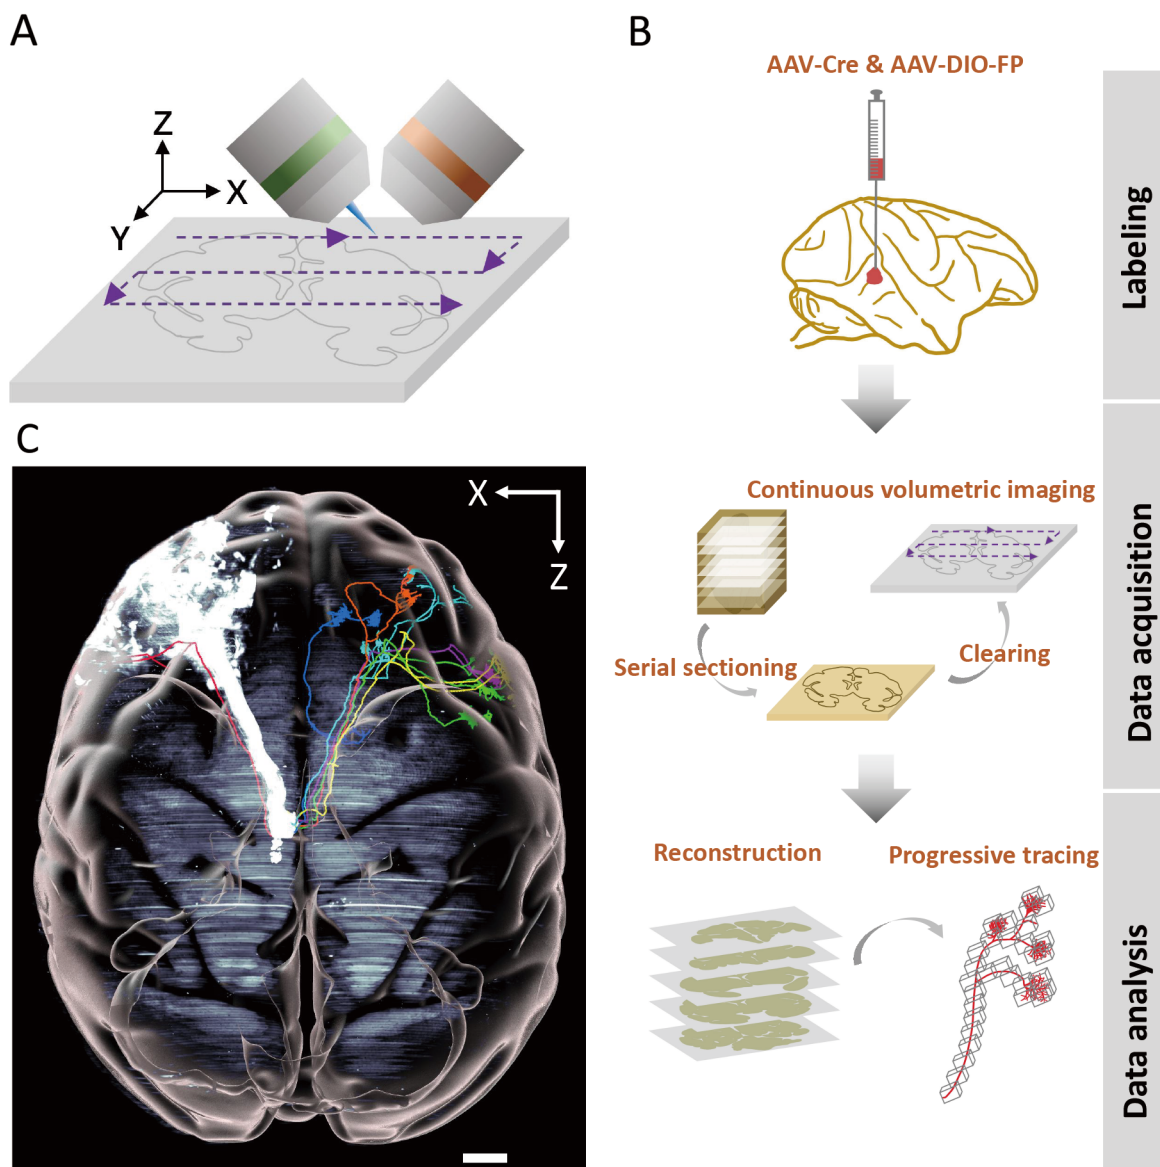 A
Z
X
Y
B
AAV-Cre & AAV-DIO-FP
Labeling
C
X
Z
Continuous volumetric imaging
Serial sectioning
Clearing
Data acquisition
Reconstruction
Progressive tracing
Data analysis